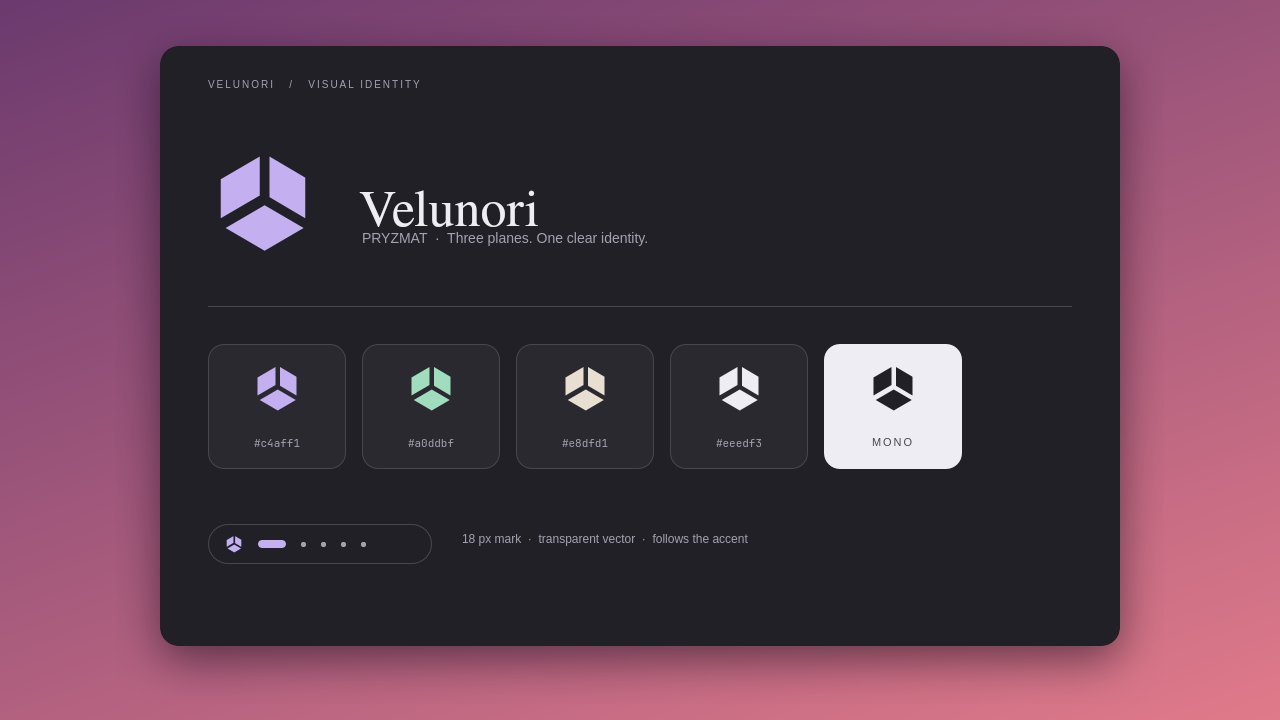 VELUNORI / VISUAL IDENTITY
Velunori
PRYZMAT · Three planes. One clear identity.
#c4aff1 #a0ddbf #e8dfd1 #eeedf3 MONO
18 px mark · transparent vector · follows the accent